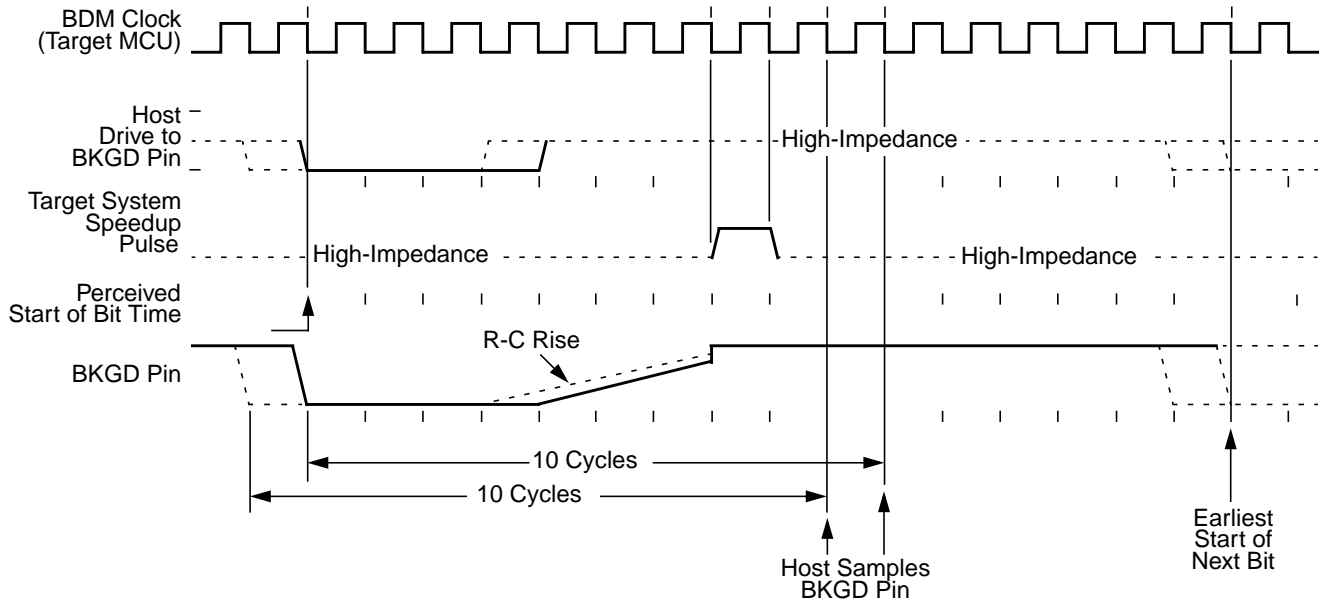 BDM Clock
(Target MCU)
Host
Drive to
BKGD Pin
High-Impedance
Target System
Speedup
Pulse
High-Impedance
High-Impedance
Perceived
Start of Bit Time
R-C Rise
BKGD Pin
10 Cycles
10 Cycles
Host Samples
BKGD Pin
Earliest
Start of
Next Bit